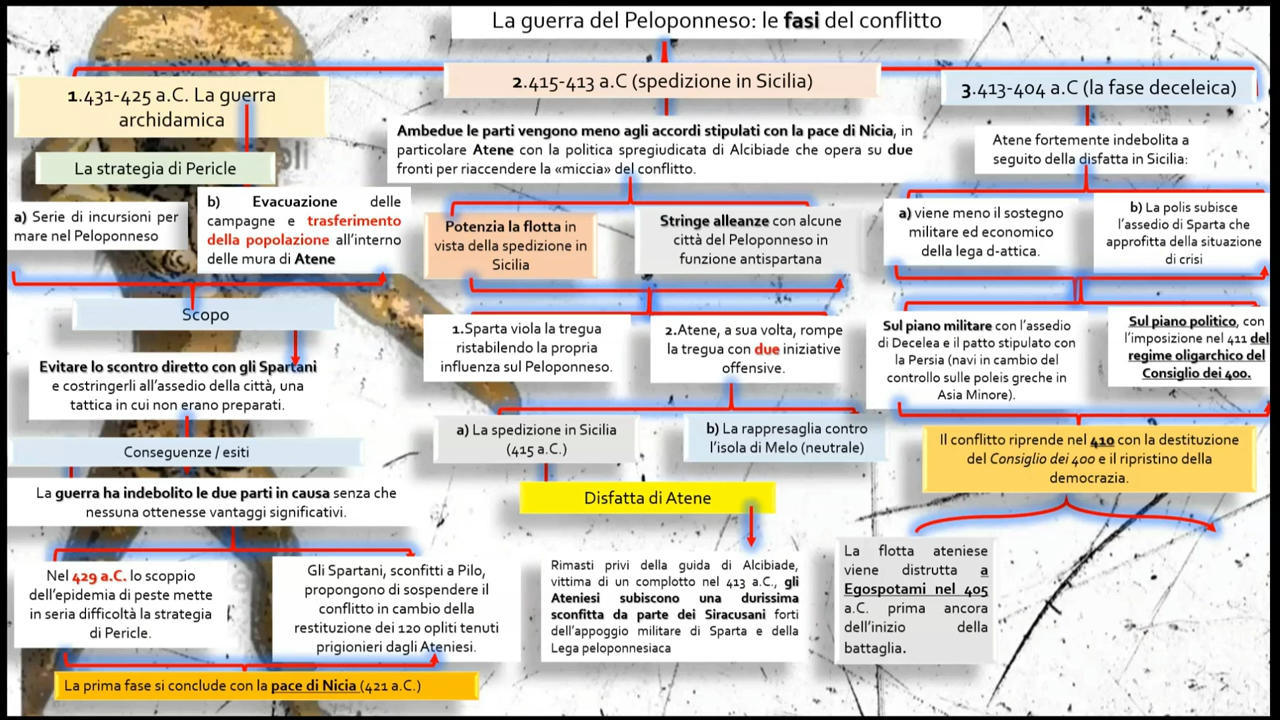 La guerra del Peloponneso: le fasi del conflitto
1.431-425 a.C. La guerra
archidamica
La strategia di Pericle
a) Serie di incursioni per
mare nel Peloponneso
b) Evacuazione delle
campagne e trasferimento
della popolazione all'interno
delle mura di Atene
Scopo
Evitare lo scontro diretto con gli Spartani
e costringerli all'assedio della città, una
tattica in cui non erano preparati.
Conseguenze / esiti
La guerra ha indebolito le due parti in causa senza che
nessuna ottenesse vantaggi significativi.
Nel 429 a.C. lo scoppio
dell'epidemia di peste mette
in seria difficoltà la strategia
di Pericle.
Gli Spartani, sconfitti a Pilo,
propongono di sospendere il
conflitto in cambio della
restituzione dei 120 opliti tenuti
prigionieri dagli Ateniesi.
La prima fase si conclude con la pace di Nicia (421 a.C.)
2.415-413 a.C (spedizione in Sicilia)
Ambedue le parti vengono meno agli accordi stipulati con la pace di Nicia, in
particolare Atene con la politica spregiudicata di Alcibiade che opera su due
fronti per riaccendere la «miccia» del conflitto.
Potenzia la flotta in
vista della spedizione in
Sicilia
Stringe alleanze con alcune
città del Peloponneso in
funzione antispartana
1.Sparta viola la tregua
ristabilendo la propria
influenza sul Peloponneso.
2.Atene, a sua volta, rompe
la tregua con due iniziative
offensive.
a) La spedizione in Sicilia
(415 a.C.)
b) La rappresaglia contro
l'isola di Melo (neutrale)
Disfatta di Atene
Rimasti privi della guida di Alcibiade,
vittima di un complotto nel 413 a.C., gli
Ateniesi subiscono una durissima
sconfitta da parte dei Siracusani forti
dell'appoggio militare di Sparta e della
Lega peloponnesiaca
3.413-404 a.C (la fase deceleica)
Atene fortemente indebolita a
seguito della disfatta in Sicilia:
a) viene meno il sostegno
militare ed economico
della lega d-attica.
b) La polis subisce
l'assedio di Sparta che
approfitta della situazione
di crisi
Sul piano militare con l'assedio
di Decelea e il patto stipulato con
la Persia (navi in cambio del
controllo sulle poleis greche in
Asia Minore).
Sul piano politico, con
l'imposizione nel 411 del
regime oligarchico del
Consiglio dei 400.
Il conflitto riprende nel 410 con la destituzione
del Consiglio dei 400 e il ripristino della
democrazia.
La flotta ateniese
viene distrutta a
Egospotami nel 405
a.C. prima ancora
dell'inizio della
battaglia.